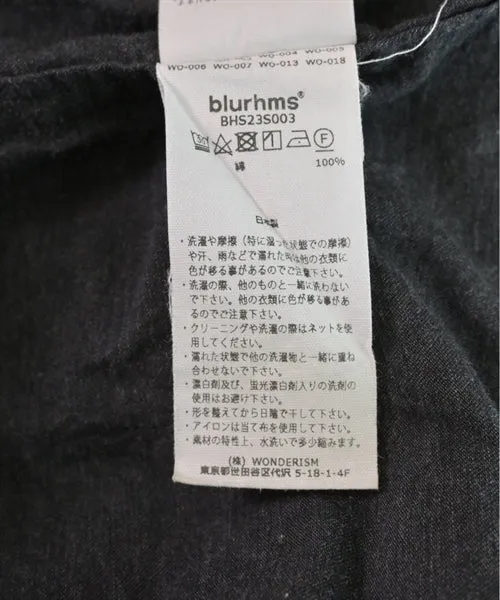 WO-004 WO-005
WO-006 WO-007 WO-013 WO-018
blurhms®
BHS23S003
綿 100%
日本製
・洗濯や摩擦(特に湿った状態での摩擦)
や汗、雨などで濡れた時は他の衣類に
色が移る事があるのでご注意下さい。
・洗濯の際、他のものと一緒に洗わない
で下さい。他の衣類に色が移る事があ
るのでご注意下さい。
・クリーニングや洗濯の際はネットを使
用してください。
・濡れた状態で他の洗濯物と一緒に重ね
合わせないで下さい。
・漂白剤及び、蛍光漂白剤入りの洗剤の
使用はお避け下さい。
・形を整えてから日陰で干して下さい。
・アイロンは当て布を使用して下さい。
・素材の特性上、水洗いで多少縮みます。
(株) WONDERISM
東京都世田谷区代沢 5-18-1-4F